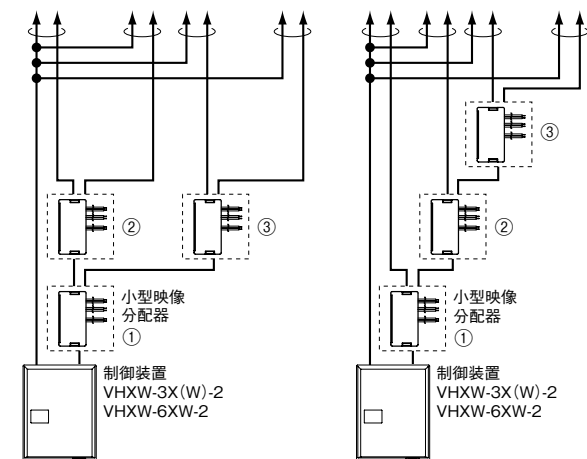 ②
③
小型映像
分配器
①
制御装置
VHXW-3X（W）-2
VHXW-6XW-2
③
②
小型映像
分配器
①
制御装置
VHXW-3X（W）-2
VHXW-6XW-2